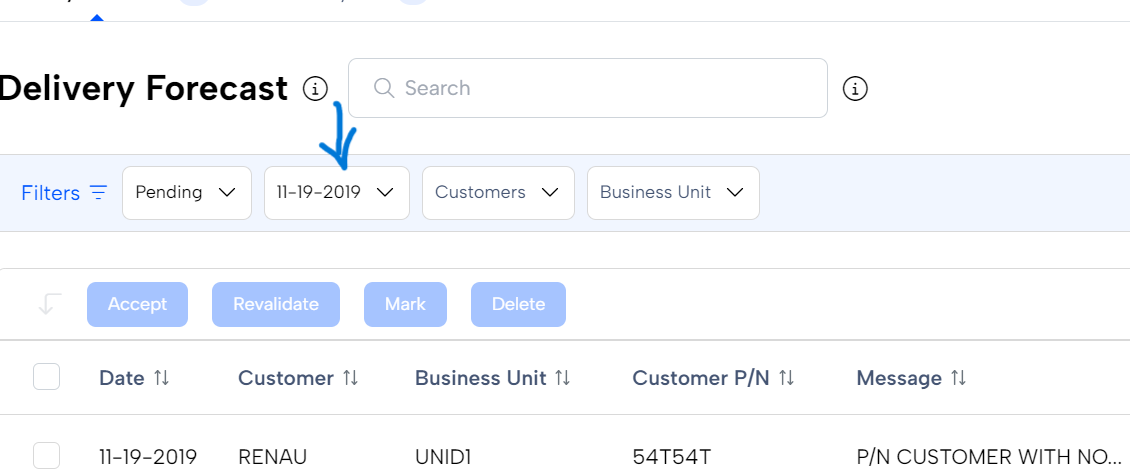 Delivery Forecast Search
Filters Pending 11-19-2019 Customers Business Unit
Accept Revalidate Mark Delete
Date Customer Business Unit Customer P/N Message
11-19-2019 RENAU UNID1 54T54T P/N CUSTOMER WITH NO...